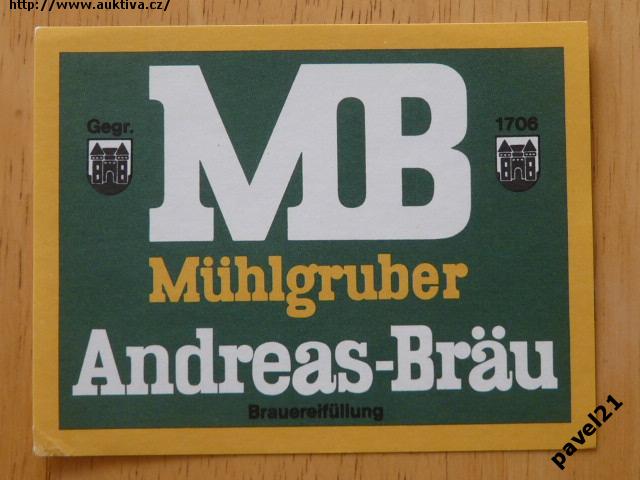 http://www.auktiva.cz/
MB
Gegr. 1706
Mühlgruber
Andreas-Bräu
Brauereifüllung
pavel21